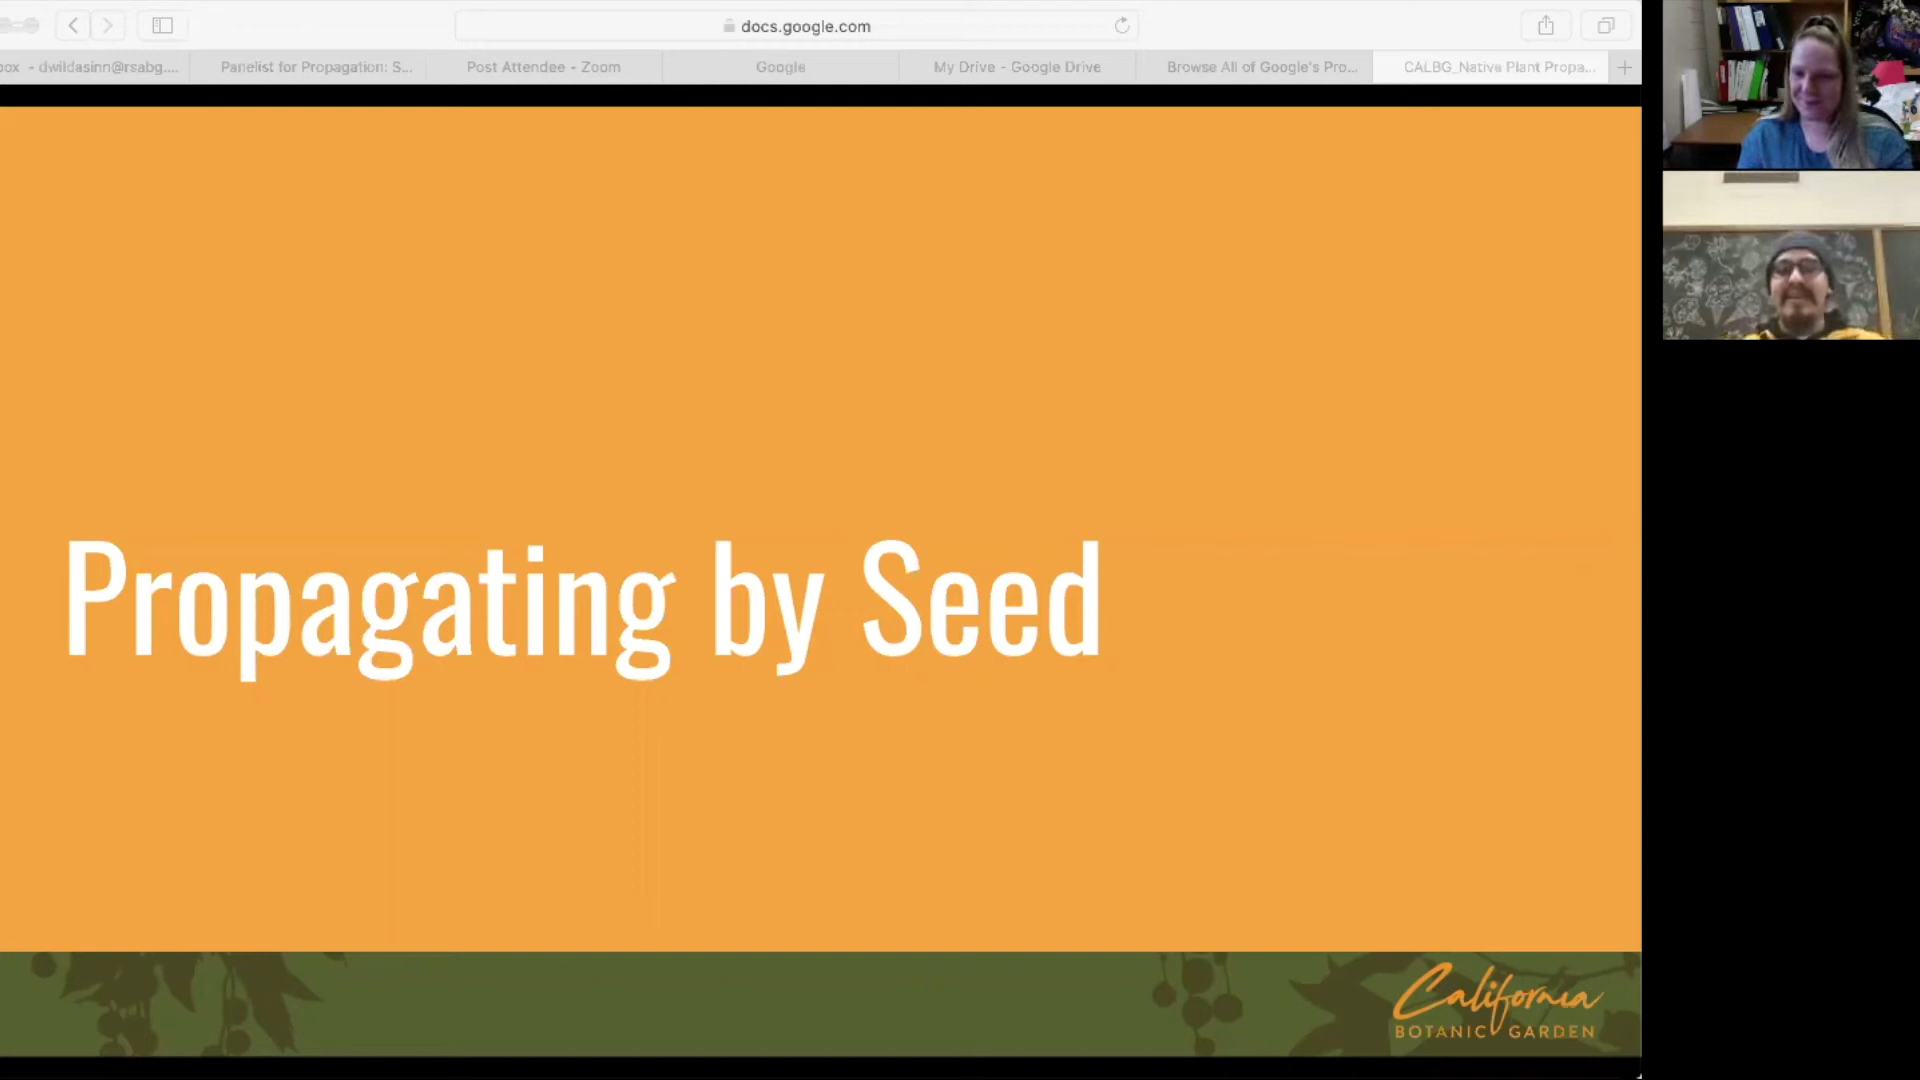 docs.google.com
box - dwildasinn@rsabg....
Panelist for Propagation: S...
Post Attendee - Zoom
Google
My Drive - Google Drive
Browse All of Google's Pro...
CALBG_Native Plant Propa...
Propagating by Seed
California
BOTANIC GARDEN